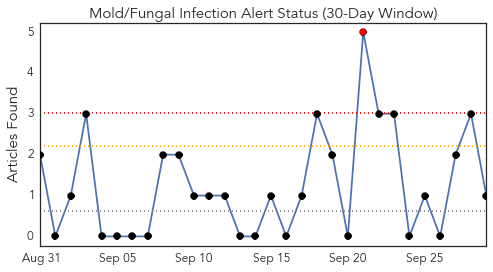 Mold/Fungal Infection Alert Status (30-Day Window)
Articles Found
5
4
3
2
1
0
Aug 31 Sep 05 Sep 10 Sep 15 Sep 20 Sep 25